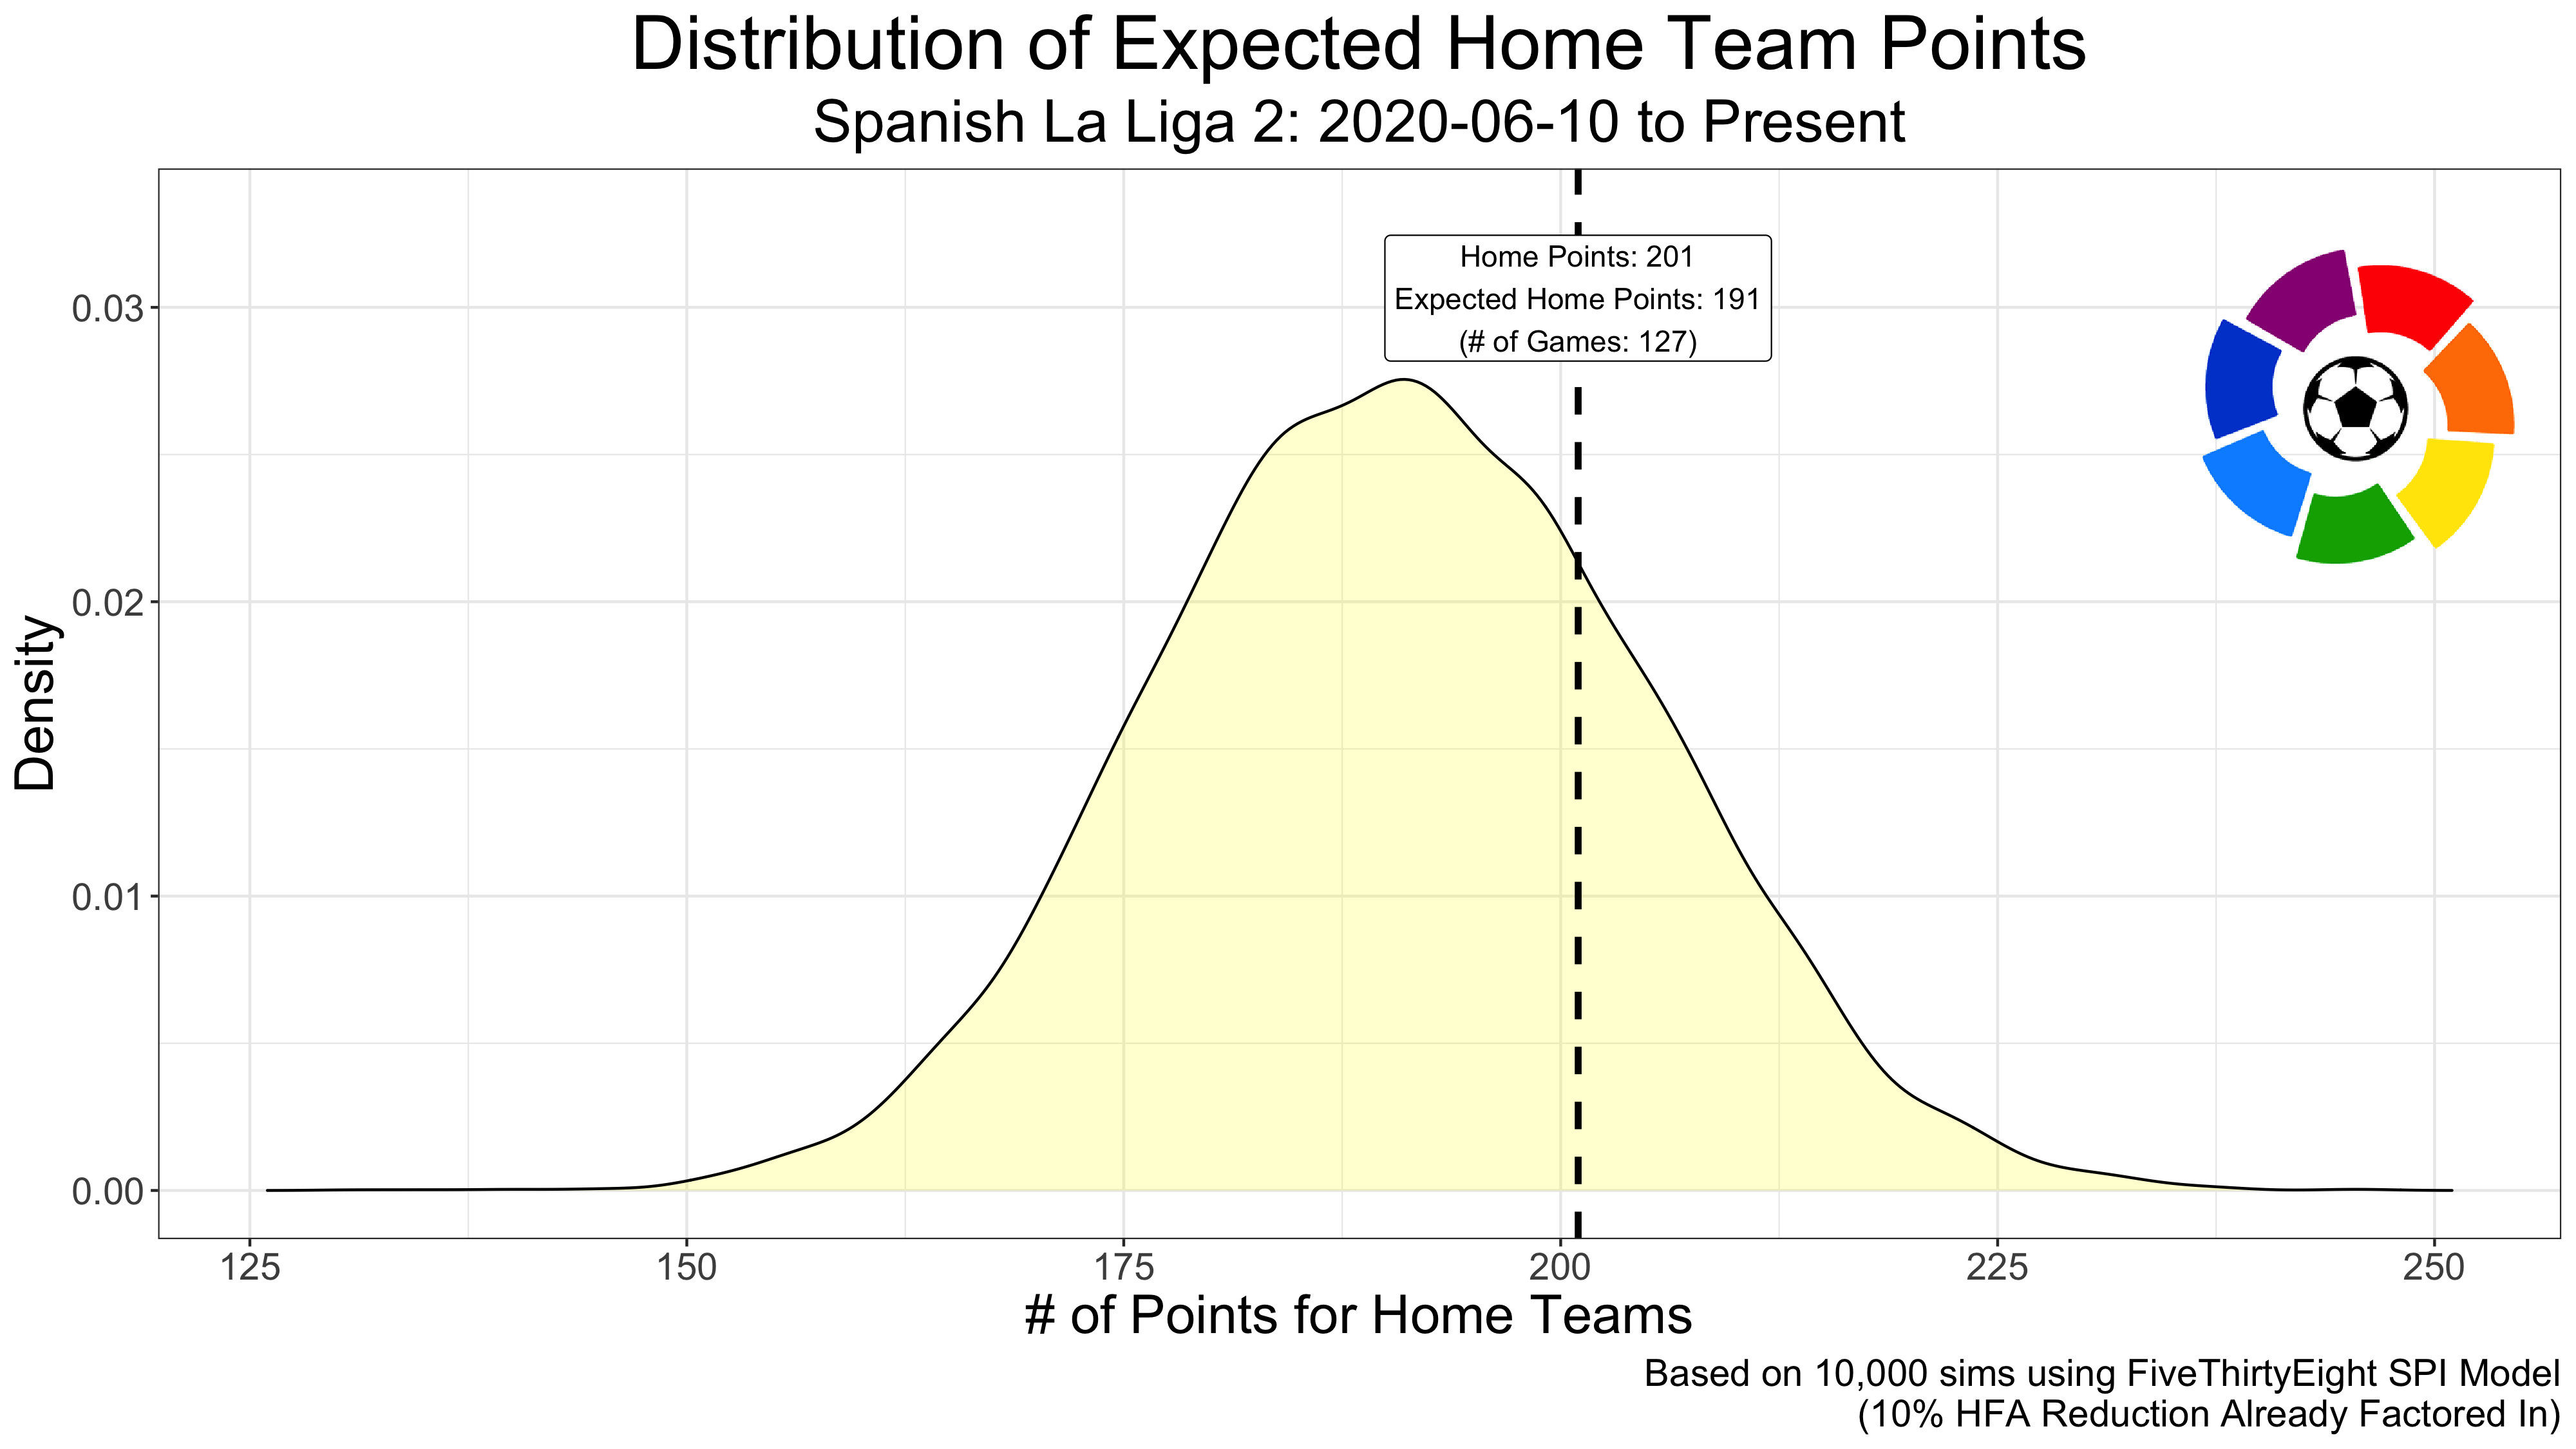 Distribution of Expected Home Team Points
Spanish La Liga 2: 2020-06-10 to Present
Home Points: 201
Expected Home Points: 191
(# of Games: 127)
0.03
0.02
0.01
0.00
Density
125 150 175 200 225 250
# of Points for Home Teams
Based on 10,000 sims using FiveThirtyEight SPI Model
(10% HFA Reduction Already Factored In)